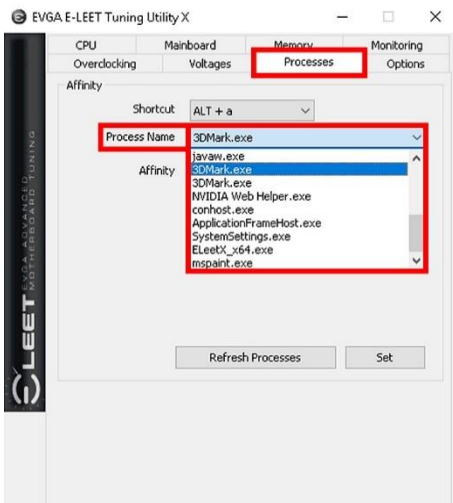 EVGA E-LEET Tuning Utility X
CPU Mainboard Memory Monitoring
Overclocking Voltages Processes Options
Affinity
Shortcut ALT + a
Process Name 3DMark.exe
javaw.exe
3DMark.exe
Affinity
3DMark.exe
NVIDIA Web Helper.exe
conhost.exe
ApplicationFrameHost.exe
SystemSettings.exe
ELeetX_x64.exe
mspaint.exe
Refresh Processes Set
E-LEET EVGA ADVANCED
MOTHERBOARD TUNING